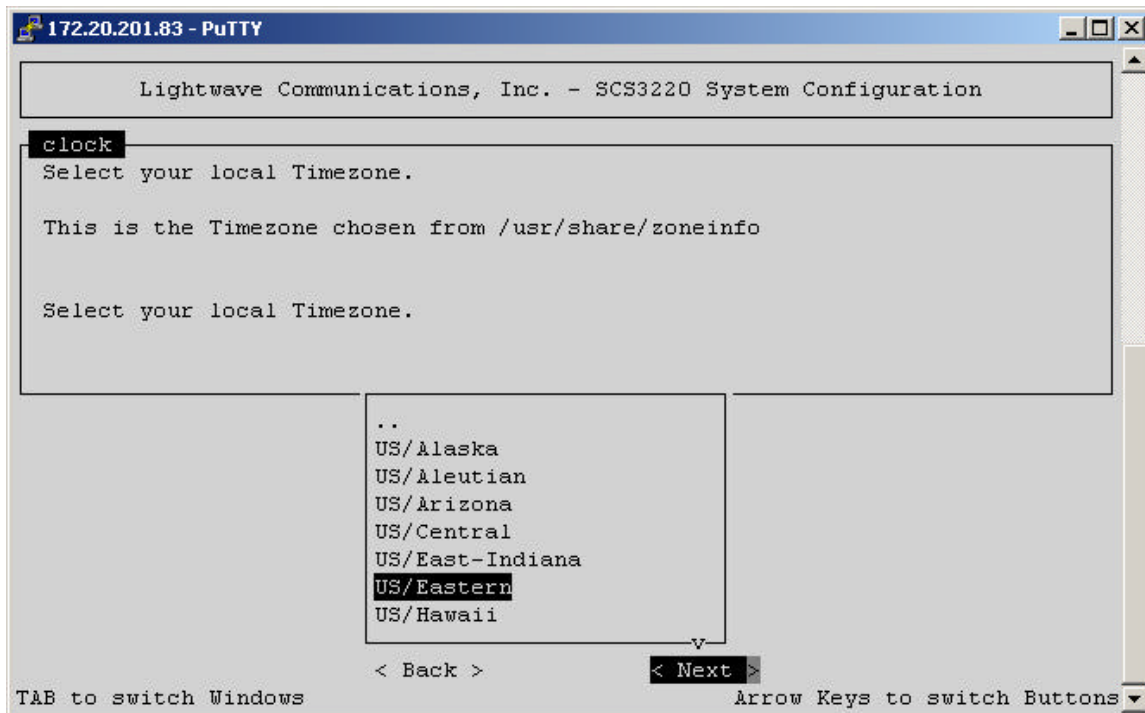 172.20.201.83 - PuTTY
Lightwave Communications, Inc. - SCS3220 System Configuration
clock
Select your local Timezone.
This is the Timezone chosen from /usr/share/zoneinfo
Select your local Timezone.
..
US/Alaska
US/Aleutian
US/Arizona
US/Central
US/East-Indiana
US/Eastern
US/Hawaii
v
< Back > < Next >
TAB to switch Windows Arrow Keys to switch Buttons